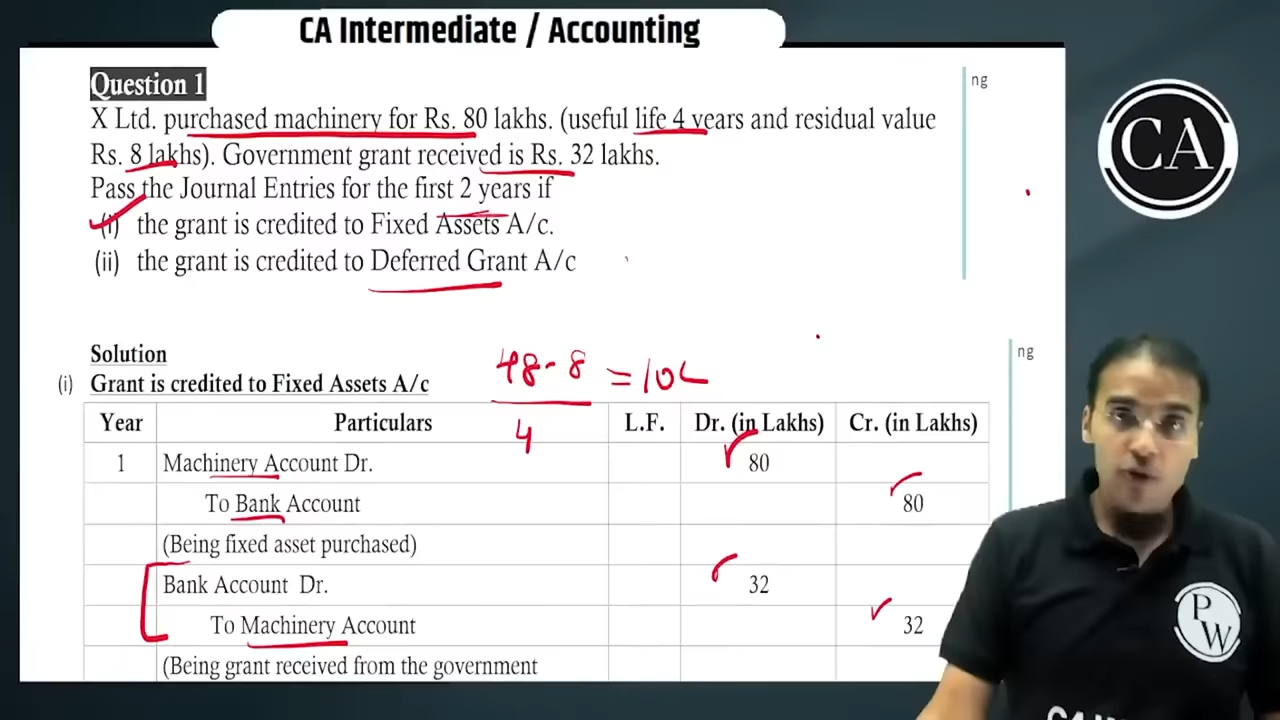 CA Intermediate / Accounting
Question 1
ng
X Ltd. purchased machinery for Rs. 80 lakhs. (useful life 4 years and residual value
Rs. 8 lakhs). Government grant received is Rs. 32 lakhs.
Pass the Journal Entries for the first 2 years if
(i) the grant is credited to Fixed Assets A/c.
(ii) the grant is credited to Deferred Grant A/c
CA
Solution
ng
(i) Grant is credited to Fixed Assets A/c
48-8
4
= 10L
Year Particulars L.F. Dr. (in Lakhs) Cr. (in Lakhs)
1 Machinery Account Dr. 80
To Bank Account 80
(Being fixed asset purchased)
Bank Account Dr. 32
To Machinery Account 32
(Being grant received from the government
P
W